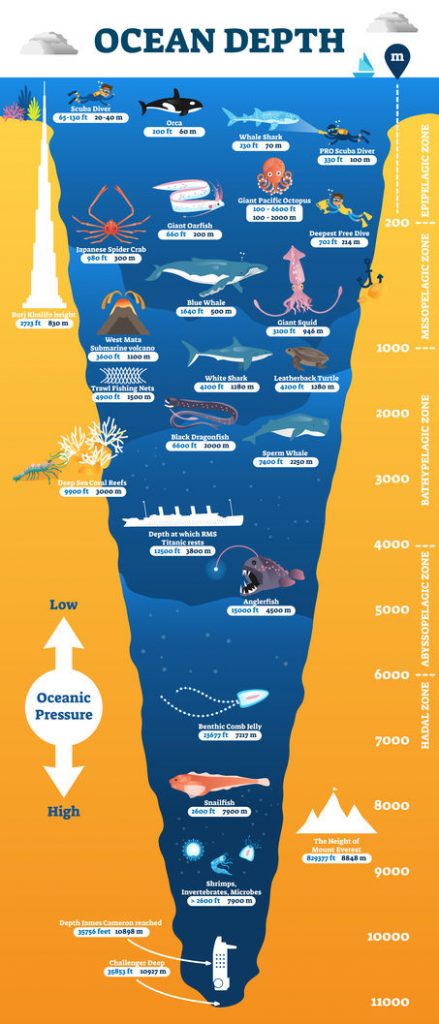 OCEAN DEPTH
m
Scuba Diver
65-130 ft 20-40 m
Orca
200 ft 60 m
Whale Shark
230 ft 70 m
PRO Scuba Diver
330 ft 100 m
Giant Pacific Octopus
100 - 6600 ft
100 - 2000 m
Deepest Free Dive
702 ft 214 m
Giant Oarfish
660 ft 200 m
Japanese Spider Crab
980 ft 300 m
Blue Whale
1640 ft 500 m
Giant Squid
3100 ft 946 m
Burj Khalifa height
2723 ft 830 m
West Mata
Submarine volcano
3600 ft 1100 m
White Shark
4200 ft 1280 m
Leatherback Turtle
4200 ft 1280 m
Trawl Fishing Nets
4900 ft 1500 m
Black Dragonfish
6600 ft 2000 m
Sperm Whale
7400 ft 2250 m
Deep Sea Coral Reefs
9900 ft 3000 m
Depth at which RMS
Titanic rests
12500 ft 3800 m
Anglerfish
15000 ft 4500 m
Low
Oceanic
Pressure
High
Benthic Comb Jelly
23677 ft 7217 m
Snailfish
2600 ft 7900 m
The Height of
Mount Everest
829377 ft 8848 m
Shrimps,
Invertebrates, Microbes
> 2600 ft 7900 m
Depth James Cameron reached
35756 feet 10898 m
Challenger Deep
35853 ft 10927 m
EPIPELAGIC ZONE
200
MESOPELAGIC ZONE
1000
BATHYPELAGIC ZONE
2000
3000
4000
ABYSSOPELAGIC ZONE
5000
6000
HADAL ZONE
7000
8000
9000
10000
11000